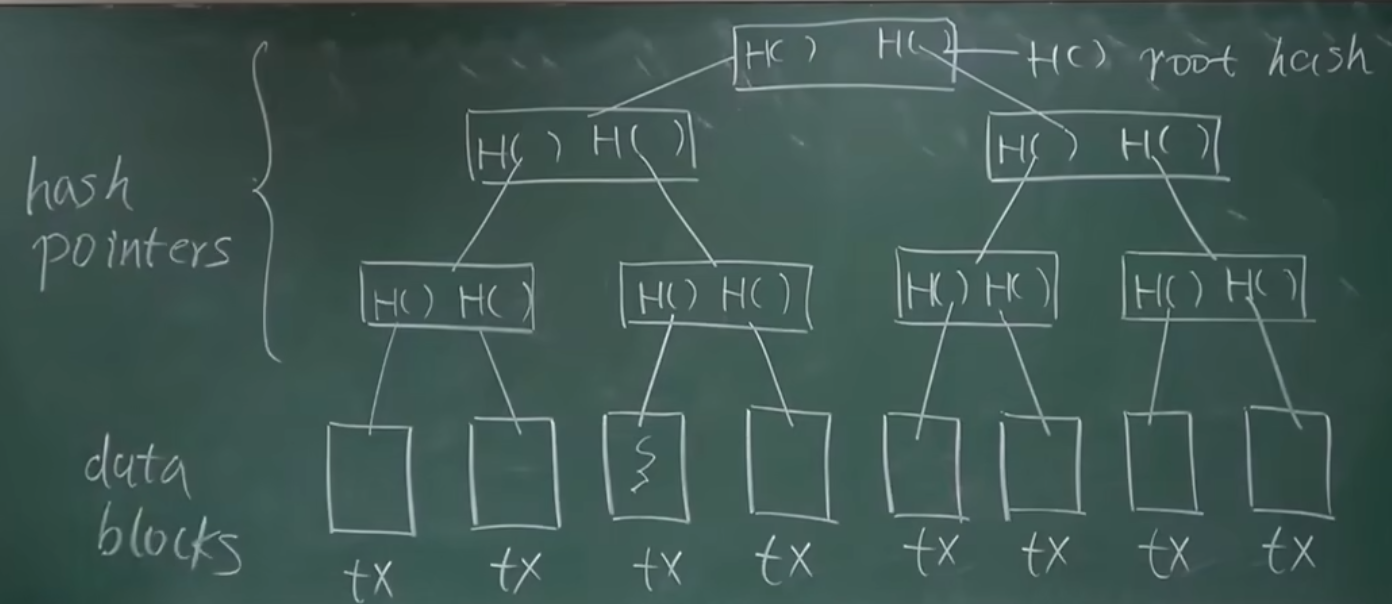 H( ) H( ) H( ) root hash
H( ) H( ) H( ) H( )
hash
pointers
H( ) H( ) H( ) H( ) H( ) H( ) H( ) H( )
data
blocks
tx tx tx tx tx tx tx tx